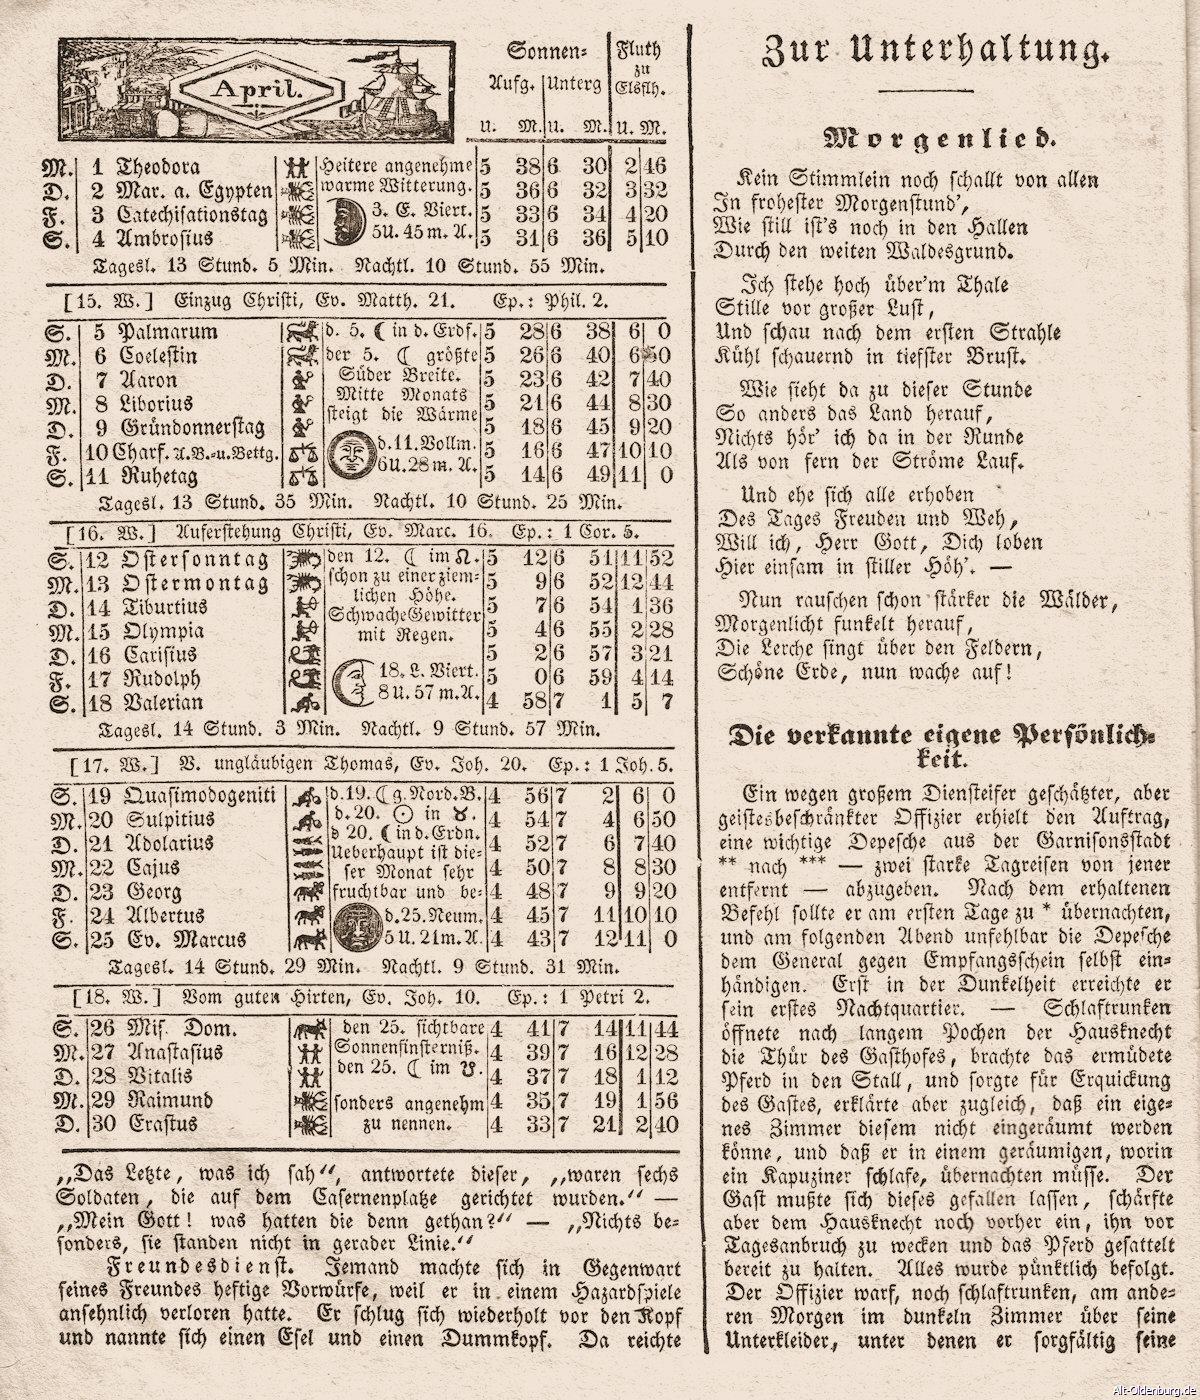 April.
Sonnen- Fluth
zu
Aufg. Unterg Elsflh.
u. M. u. M. u. M.
M. 1 Theodora Heitere angenehme 5 38 6 30 2 46
D. 2 Mar. a. Egypten warme Witterung. 5 36 6 32 3 32
F. 3 Catechisationstag 3. E. Viert. 5 33 6 34 4 20
S. 4 Ambrosius 5 U. 45 m. A. 5 31 6 36 5 10
Tagesl. 13 Stund. 5 Min. Nachtl. 10 Stund. 55 Min.
[15. W.] Einzug Christi, Ev. Matth. 21. Ep.: Phil. 2.
S. 5 Palmarum d. 5. ☾ in d. Erdf. 5 28 6 38 6 0
M. 6 Coelestin der 5. ☾ größte 5 26 6 40 6 50
D. 7 Aaron Süder Breite. 5 23 6 42 7 40
M. 8 Liborius Mitte Monats 5 21 6 44 8 30
D. 9 Gründonnerstag steigt die Wärme 5 18 6 45 9 20
F. 10 Charf. A.B.-u.Bettg. d. 11. Vollm. 5 16 6 47 10 10
S. 11 Ruhetag 6 U. 28 m. A. 5 14 6 49 11 0
Tagesl. 13 Stund. 35 Min. Nachtl. 10 Stund. 25 Min.
[16. W.] Auferstehung Christi, Ev. Marc. 16. Ep.: 1 Cor. 5.
S. 12 Ostersonntag den 12. ☾ im ☊. 5 12 6 51 11 52
M. 13 Ostermontag schon zu einer ziem- 5 9 6 52 12 44
D. 14 Tiburtius lichen Höhe. 5 7 6 54 1 36
M. 15 Olympia Schwache Gewitter 5 4 6 55 2 28
D. 16 Carisius mit Regen. 5 2 6 57 3 21
F. 17 Rudolph 18. L. Viert. 5 0 6 59 4 14
S. 18 Valerian 8 U. 57 m. A. 4 58 7 1 5 7
Tagesl. 14 Stund. 3 Min. Nachtl. 9 Stund. 57 Min.
[17. W.] V. ungläubigen Thomas, Ev. Joh. 20. Ep.: 1 Joh. 5.
S. 19 Quasimodogeniti d. 19. ☾ g. Nord. B. 4 56 7 2 6 0
M. 20 Sulpitius d. 20. ☉ in ♉. 4 54 7 4 6 50
D. 21 Adolarius d 20. ☾ in d. Erdn. 4 52 7 6 7 40
M. 22 Cajus Ueberhaupt ist die- 4 50 7 8 8 30
D. 23 Georg ser Monat sehr fruchtbar und be- 4 48 7 9 9 20
F. 24 Albertus d. 25. Neum. 4 45 7 11 10 10
S. 25 Ev. Marcus 5 U. 21 m. A. 4 43 7 12 11 0
Tagesl. 14 Stund. 29 Min. Nachtl. 9 Stund. 31 Min.
[18. W.] Vom guten Hirten, Ev. Joh. 10. Ep.: 1 Petri 2.
S. 26 Mis. Dom. den 25. sichtbare 4 41 7 14 11 44
M. 27 Anastasius Sonnenfinsterniß. 4 39 7 16 12 28
D. 28 Vitalis den 25. ☾ im ☋. 4 37 7 18 1 12
M. 29 Raimund sonders angenehm 4 35 7 19 1 56
D. 30 Erastus zu nennen. 4 33 7 21 2 40
„Das Letzte, was ich sah“, antwortete dieser, „waren sechs
Soldaten, die auf dem Casernenplatze gerichtet wurden.“ —
„Mein Gott! was hatten die denn gethan?“ — „Nichts be-
sonders, sie standen nicht in gerader Linie.“
Freundesdienst. Jemand machte sich in Gegenwart
seines Freundes heftige Vorwürfe, weil er in einem Hazardspiele
ansehnlich verloren hatte. Er schlug sich wiederholt vor den Kopf
und nannte sich einen Esel und einen Dummkopf. Da reichte
Zur Unterhaltung.
Morgenlied.
Kein Stimmlein noch schallt von allen
In frohester Morgenstund’,
Wie still ist’s noch in den Hallen
Durch den weiten Waldesgrund.
Ich stehe hoch über’m Thale
Stille vor großer Lust,
Und schau nach dem ersten Strahle
Kühl schauernd in tiefster Brust.
Wie sieht da zu dieser Stunde
So anders das Land herauf,
Nichts hör’ ich da in der Runde
Als von fern der Ströme Lauf.
Und ehe sich alle erhoben
Des Tages Freuden und Weh,
Will ich, Herr Gott, Dich loben
Hier einsam in stiller Höh’. —
Nun rauschen schon stärker die Wälder,
Morgenlicht funkelt herauf,
Die Lerche singt über den Feldern,
Schöne Erde, nun wache auf!
Die verkannte eigene Persönlich-
keit.
Ein wegen großem Diensteifer geschätzter, aber
geistesbeschränkter Offizier erhielt den Auftrag,
eine wichtige Depesche aus der Garnisonsstadt
** nach *** — zwei starke Tagreisen von jener
entfernt — abzugeben. Nach dem erhaltenen
Befehl sollte er am ersten Tage zu * übernachten,
und am folgenden Abend unfehlbar die Depesche
dem General gegen Empfangsschein selbst ein-
händigen. Erst in der Dunkelheit erreichte er
sein erstes Nachtquartier. — Schlaftrunken
öffnete nach langem Pochen der Hausknecht
die Thür des Gasthofes, brachte das ermüdete
Pferd in den Stall, und sorgte für Erquickung
des Gastes, erklärte aber zugleich, daß ein eige-
nes Zimmer diesem nicht eingeräumt werden
könne, und daß er in einem geräumigen, worin
ein Kapuziner schlafe, übernachten müsse. Der
Gast mußte sich dieses gefallen lassen, schärfte
aber dem Hausknecht noch vorher ein, ihn vor
Tagesanbruch zu wecken und das Pferd gesattelt
bereit zu halten. Alles wurde pünktlich befolgt.
Der Offizier warf, noch schlaftrunken, am ande-
ren Morgen im dunkeln Zimmer über seine
Unterkleider, unter denen er sorgfältig seine
Alt-Oldenburg.de